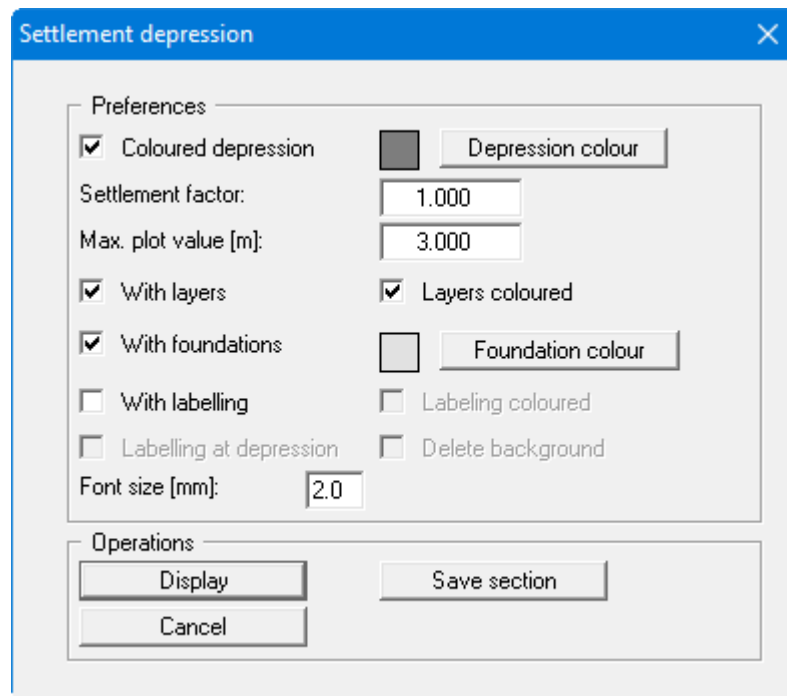 Settlement depression
Preferences
Coloured depression Depression colour
Settlement factor: 1.000
Max. plot value [m]: 3.000
With layers Layers coloured
With foundations Foundation colour
With labelling Labeling coloured
Labelling at depression Delete background
Font size [mm]: 2.0
Operations
Display Save section
Cancel